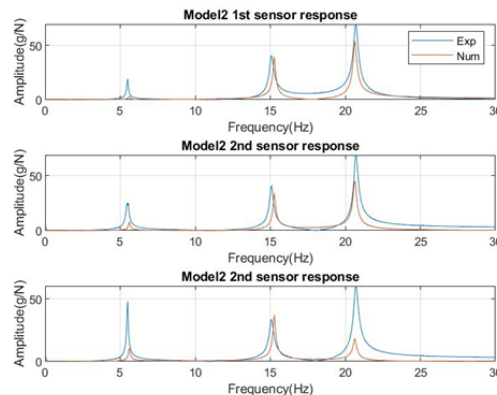 Model2 1st sensor response
Amplitude(g/N)
50
0
0 5 10 15 20 25 30
Frequency(Hz)
Exp
Num
Model2 2nd sensor response
Amplitude(g/N)
50
0
0 5 10 15 20 25 30
Frequency(Hz)
Model2 2nd sensor response
Amplitude(g/N)
50
0
0 5 10 15 20 25 30
Frequency(Hz)